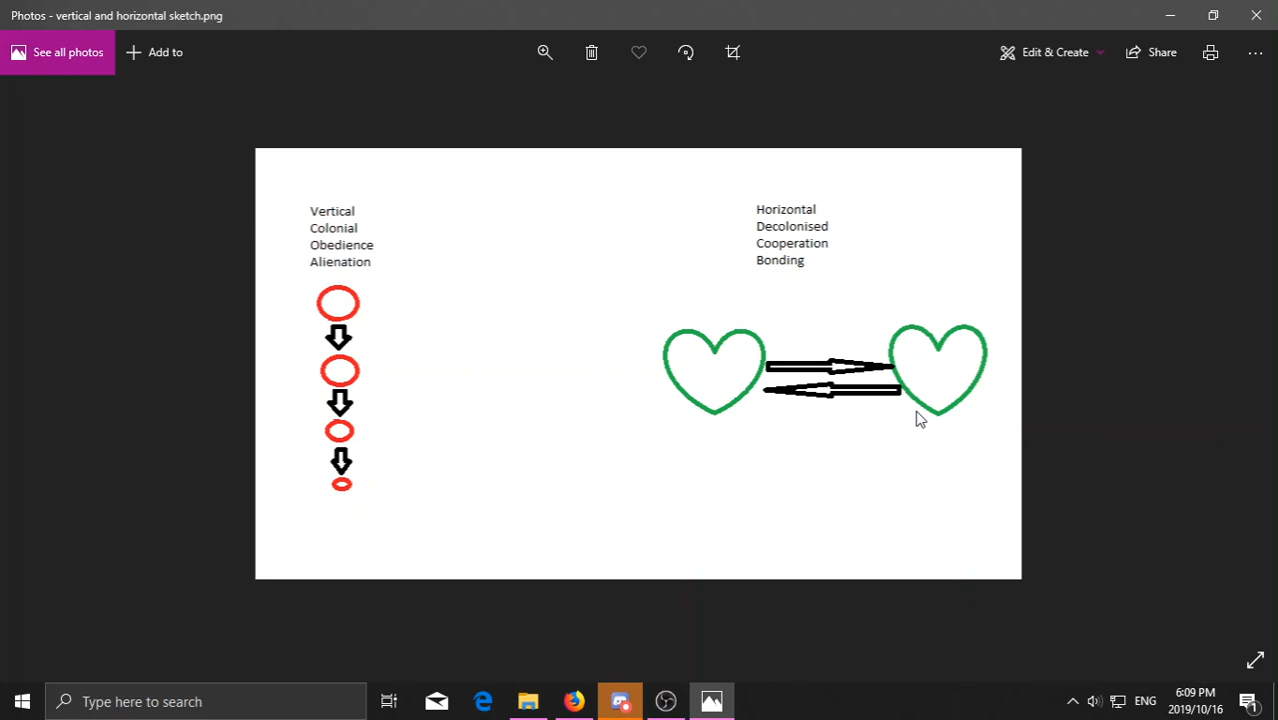 Photos - vertical and horizontal sketch.png
See all photos
Add to
Edit & Create
Share
Vertical
Colonial
Obedience
Alienation
Horizontal
Decolonised
Cooperation
Bonding
Type here to search
ENG
6:09 PM
2019/10/16
1